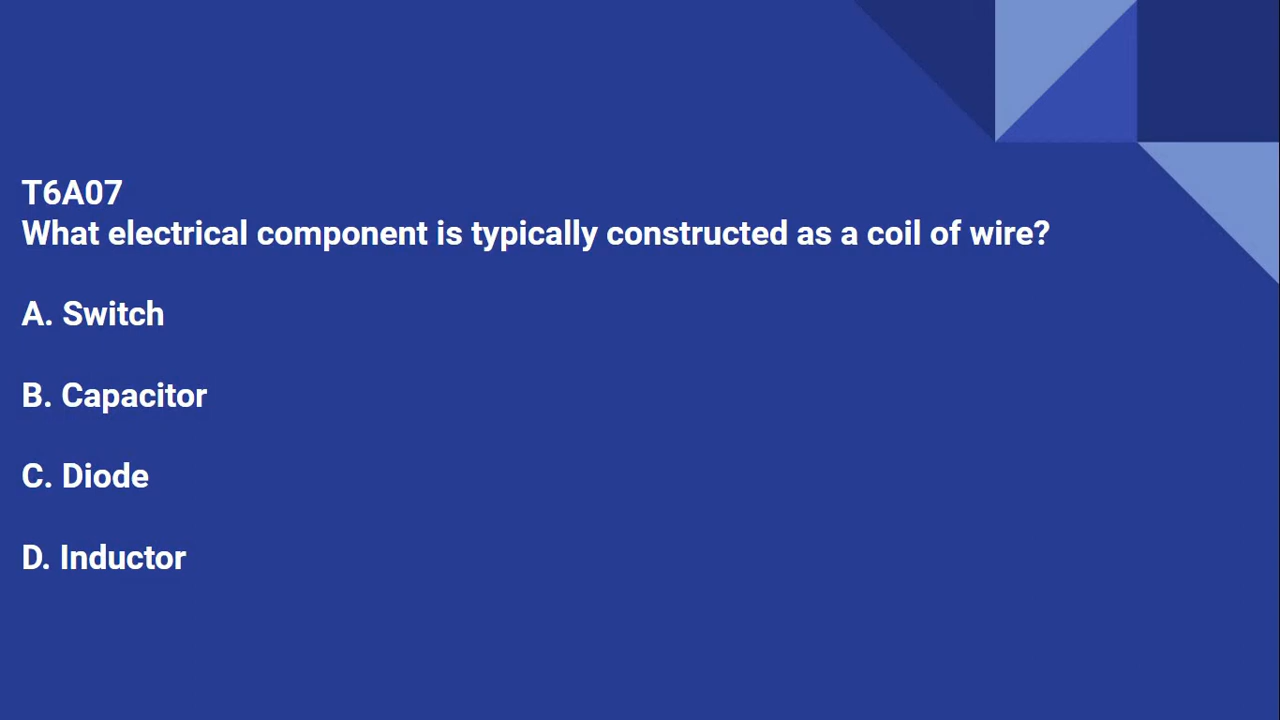 T6A07
What electrical component is typically constructed as a coil of wire?
A. Switch
B. Capacitor
C. Diode
D. Inductor